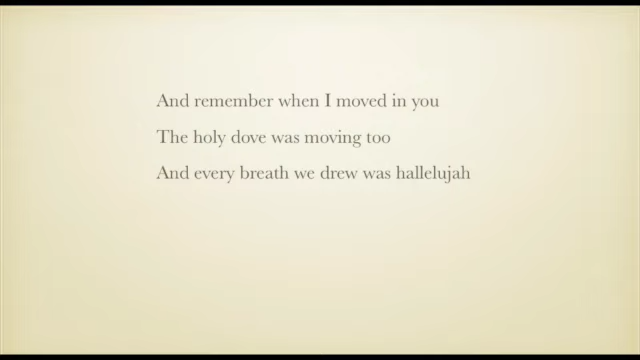 And remember when I moved in you
The holy dove was moving too
And every breath we drew was hallelujah